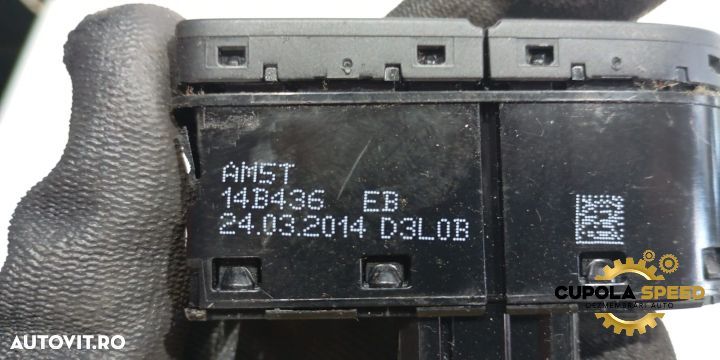 AM5T
14B436 EB
24.03.2014 D3L0B
CUPOLA SPEED
DEZMEMBRARI AUTO
AUTOVIT.RO